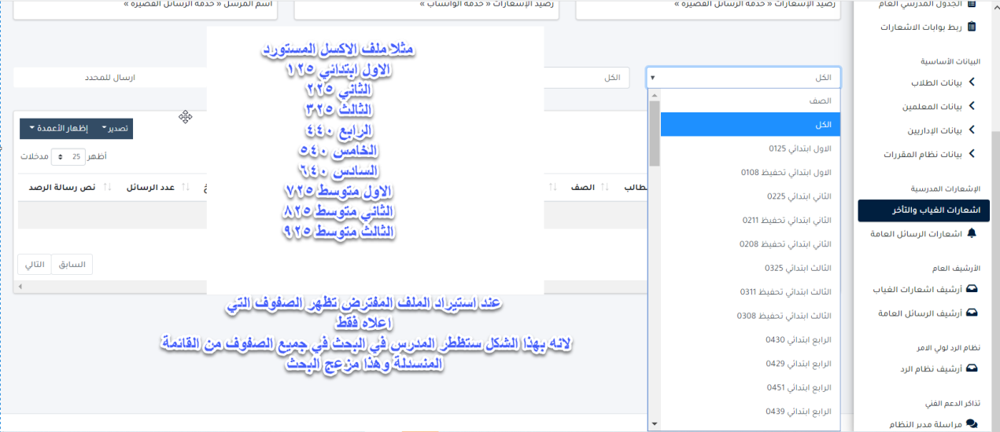 الجدول المدرسي العام
ربط بوابات الاشعارات
البيانات الأساسية
بيانات الطلاب
بيانات المعلمين
بيانات الإداريين
بيانات نظام المقررات
الإشعارات المدرسية
اشعارات الغياب والتأخر
اشعارات الرسائل العامة
الأرشيف العام
أرشيف اشعارات الغياب
أرشيف الرسائل العامة
نظام الرد لولي الامر
أرشيف نظام الرد
تذاكر الدعم الفني
مراسلة مدير النظام
رصيد الإشعارات « خدمة الرسائل القصيرة »
رصيد الإشعارات « خدمة الواتساب »
اسم المرسل « خدمة الرسائل القصيرة »
الكل
الصف
الكل
الاول ابتدائي 0125
الاول ابتدائي تحفيظ 0108
الثاني ابتدائي 0225
الثاني ابتدائي تحفيظ 0211
الثاني ابتدائي تحفيظ 0208
الثالث ابتدائي 0325
الثالث ابتدائي تحفيظ 0311
الثالث ابتدائي تحفيظ 0308
الرابع ابتدائي 0430
الرابع ابتدائي 0429
الرابع ابتدائي 0451
الرابع ابتدائي 0439
الكل
ارسال للمحدد
تصدير
إظهار الأعمدة
أظهر 25 مدخلات
الصف
عدد الرسائل
نص رسالة الرصد
السابق
التالي
مثلا ملف الاكسل المستورد
الاول ابتدائي ١٢٥
الثاني ٢٢٥
الثالث ٣٢٥
الرابع ٤٤٠
الخامس ٥٤٠
السادس ٦٤٠
الاول متوسط ٧٢٥
الثاني متوسط ٨٢٥
الثالث متوسط ٩٢٥
عند استيراد الملف المفترض تظهر الصفوف التي
اعلاه فقط
لانه بهذا الشكل ستظطر المدرس في البحث في جميع الصفوف من القائمة
المنسدلة وهذا مزعج البحث